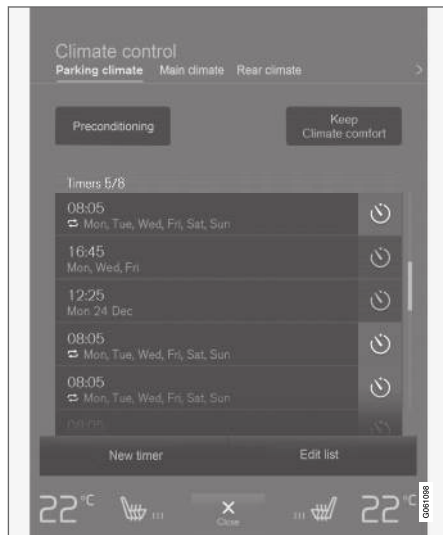 Climate control
Parking climate Main climate Rear climate
Preconditioning
Keep
Climate comfort
Timers 5/8
08:05
Mon, Tue, Wed, Fri, Sat, Sun
16:45
Mon, Wed, Fri
12:25
Mon 24 Dec
08:05
Mon, Tue, Wed, Fri, Sat, Sun
08:05
Mon, Tue, Wed, Fri, Sat, Sun
08:05
New timer Edit list
22°C 22°C
Close
G061098